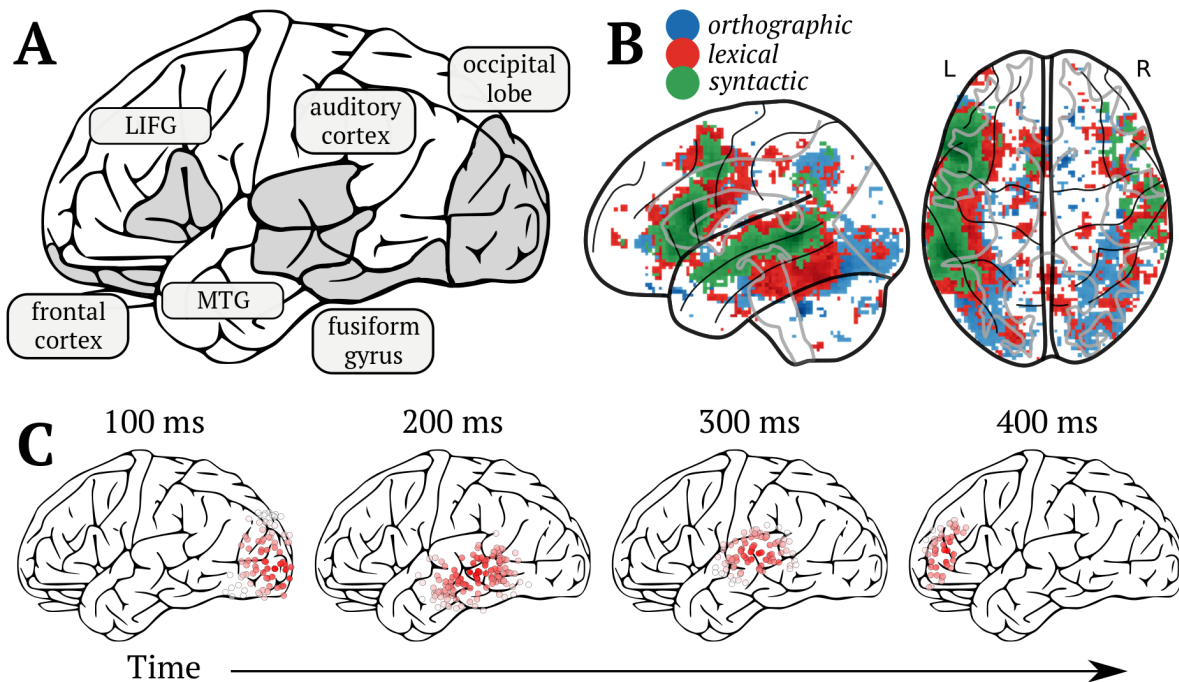 A
LIFG
auditory
cortex
occipital
lobe
MTG
frontal
cortex
fusiform
gyrus
B
orthographic
lexical
syntactic
L
R
C
100 ms
200 ms
300 ms
400 ms
Time